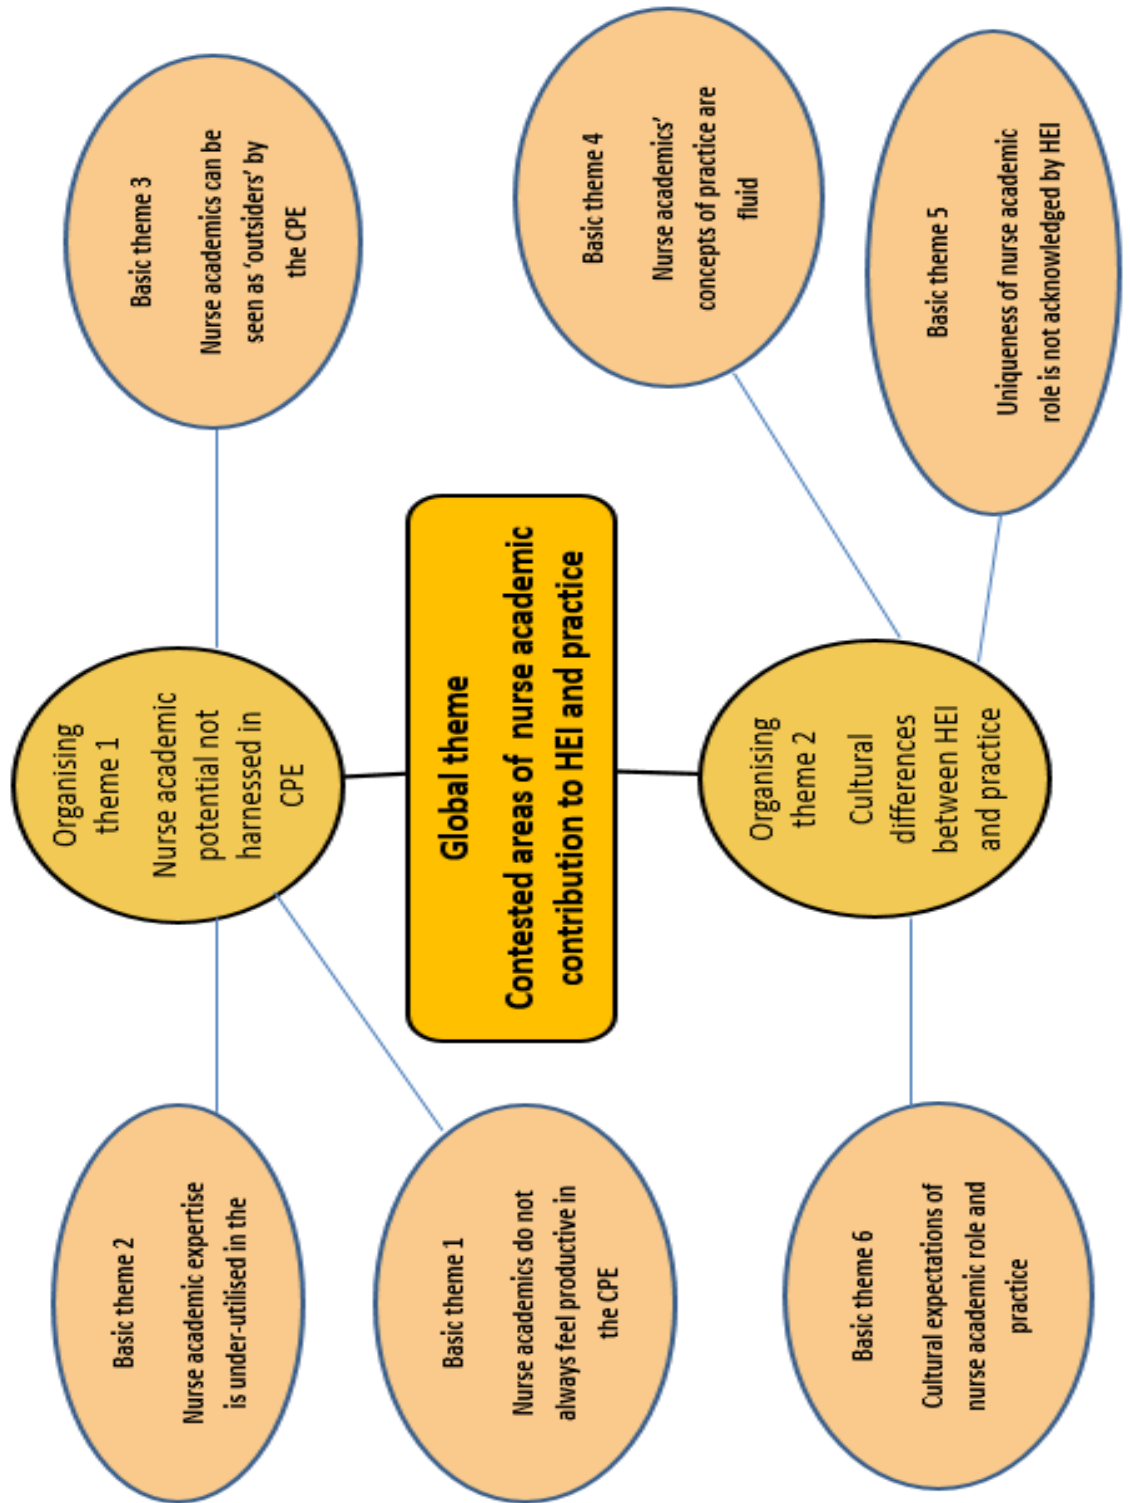 Basic theme 2
Nurse academic expertise
is under-utilised in the
Organising
theme 1
Nurse academic
potential not
harnessed in
CPE
Basic theme 3
Nurse academics can be
seen as ‘outsiders’ by
the CPE
Basic theme 1
Nurse academics do not
always feel productive in
the CPE
Global theme
Contested areas of nurse academic
contribution to HEI and practice
Basic theme 4
Nurse academics’
concepts of practice are
fluid
Basic theme 6
Cultural expectations of
nurse academic role and
practice
Organising
theme 2
Cultural
differences
between HEI
and practice
Basic theme 5
Uniqueness of nurse academic
role is not acknowledged by HEI